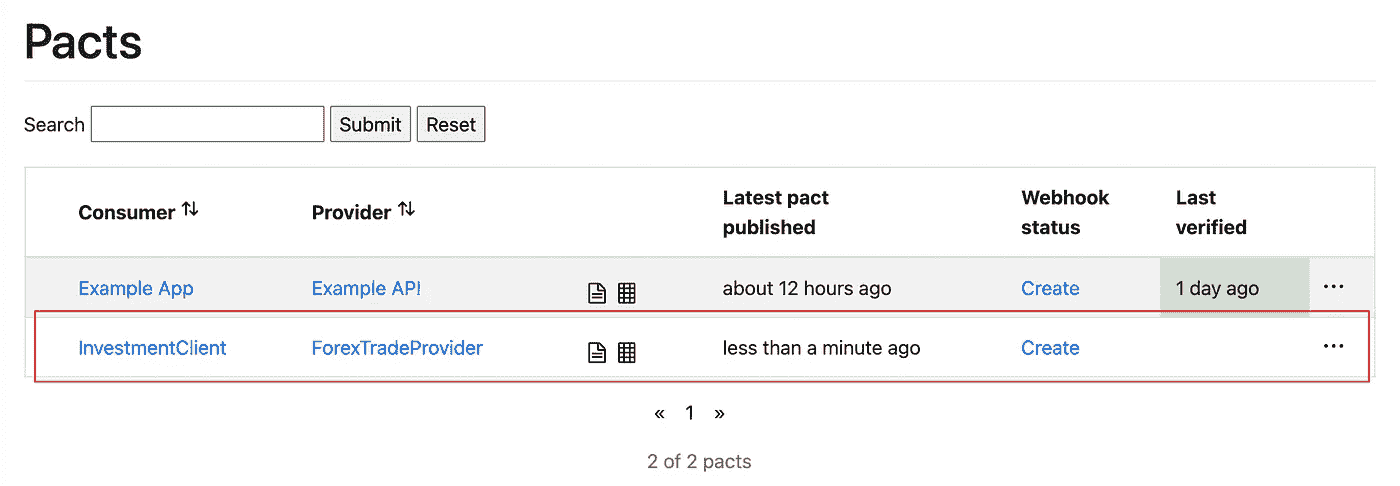 Pacts
Search Submit Reset
Consumer Provider Latest pact published Webhook status Last verified
Example App Example API about 12 hours ago Create 1 day ago ...
InvestmentClient ForexTradeProvider less than a minute ago Create ...
« 1 »
2 of 2 pacts